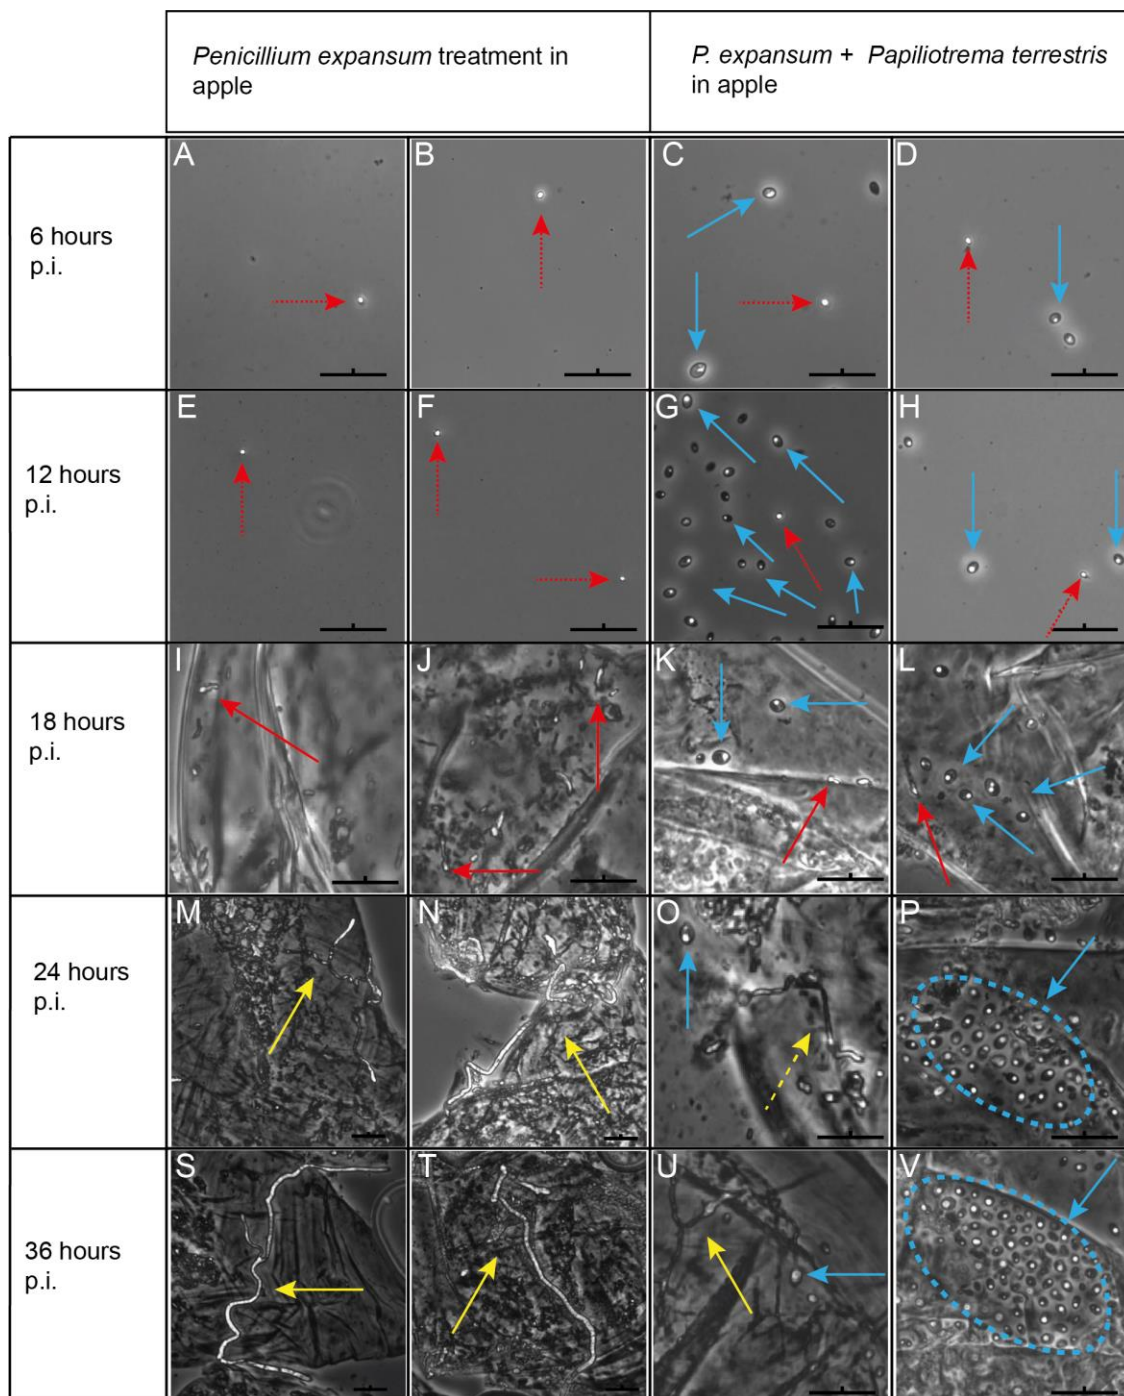 Penicillium expansum treatment in
apple
P. expansum + Papiliotrema terrestris
in apple
6 hours
p.i.
A
B
C
D
12 hours
p.i.
E
F
G
H
18 hours
p.i.
I
J
K
L
24 hours
p.i.
M
N
O
P
36 hours
p.i.
S
T
U
V